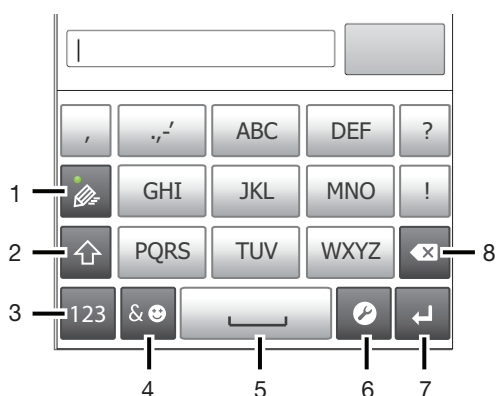 , .,-′ ABC DEF ?
1 GHI JKL MNO !
2 PQRS TUV WXYZ 8
3 123 &
4 5 6 7